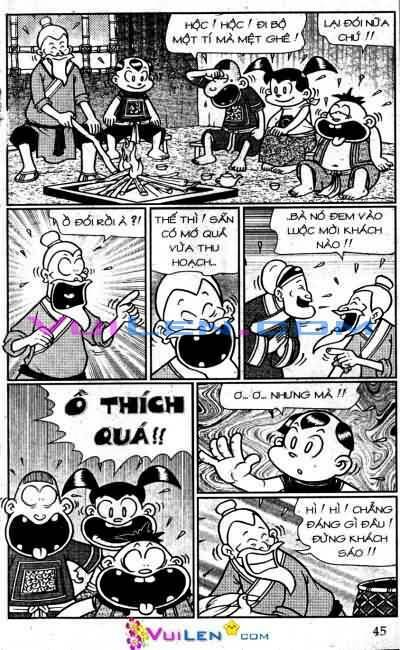 HỘC! HỘC! ĐI BỘ
MỘT TÍ MÀ MỆT GHÊ!
LẠI ĐÓI NỮA
CHỨ!!
Ồ ĐÓI RỒI À?!
THẾ THÌ! SẴN
CÓ MỚ QUẢ
VỪA THU
HOẠCH..
..BÀ NÓ ĐEM VÀO
LUỘC MỜI KHÁCH
NÀO!!
VUILEN.COM
Ồ THÍCH
QUÁ!!
Ơ... Ơ... NHƯNG MÀ!!
HÌ! HÌ! CHẲNG
ĐÁNG GÌ ĐÂU!
ĐỪNG KHÁCH
SÁO!!
45
VUILEN.COM